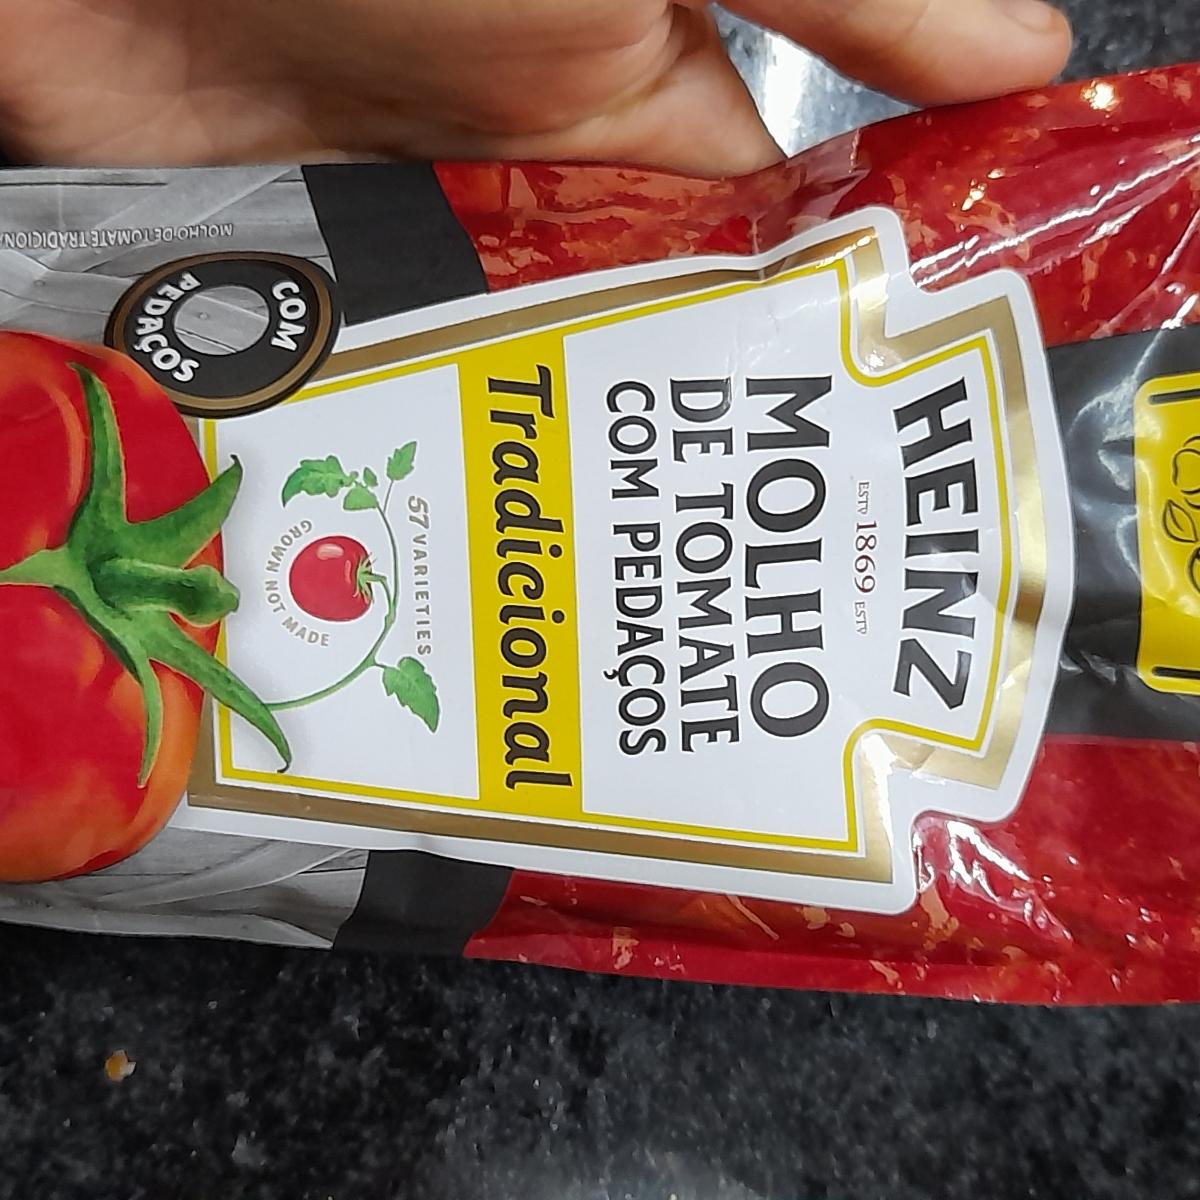 HEINZ
ESTD 1869 ESTD
MOLHO
DE TOMATE
COM PEDAÇOS
Tradicional
57 VARIETIES
GROWN NOT MADE
COM
PEDAÇOS
MOLHO DE TOMATE TRADICION